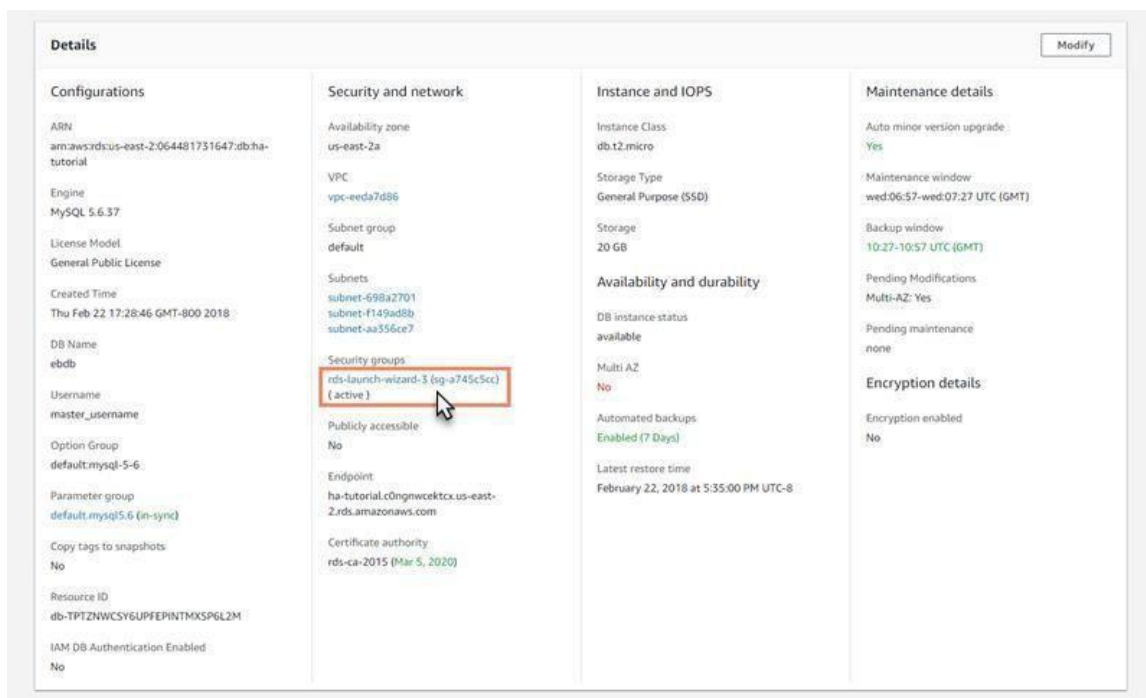 Details
Modify
Configurations
ARN
arn:aws:rds:us-east-2:064481731647:db:ha-
tutorial
Engine
MySQL 5.6.37
License Model
General Public License
Created Time
Thu Feb 22 17:28:46 GMT-800 2018
DB Name
ebdb
Username
master_username
Option Group
default:mysql-5-6
Parameter group
default.mysql5.6 (in-sync)
Copy tags to snapshots
No
Resource ID
db-TPTZNWCSY6UPFEPINTMXSP6L2M
IAM DB Authentication Enabled
No
Security and network
Availability zone
us-east-2a
VPC
vpc-eeda7d86
Subnet group
default
Subnets
subnet-698a2701
subnet-f149ad8b
subnet-aa356ce7
Security groups
rds-launch-wizard-3 (sg-a745c5cc)
( active )
Publicly accessible
No
Endpoint
ha-tutorial.c0ngnwcektcx.us-east-
2.rds.amazonaws.com
Certificate authority
rds-ca-2015 (Mar 5, 2020)
Instance and IOPS
Instance Class
db.t2.micro
Storage Type
General Purpose (SSD)
Storage
20 GB
Availability and durability
DB instance status
available
Multi AZ
No
Automated backups
Enabled (7 Days)
Latest restore time
February 22, 2018 at 5:35:00 PM UTC-8
Maintenance details
Auto minor version upgrade
Yes
Maintenance window
wed:06:57-wed:07:27 UTC (GMT)
Backup window
10:27-10:57 UTC (GMT)
Pending Modifications
Multi-AZ: Yes
Pending maintenance
none
Encryption details
Encryption enabled
No